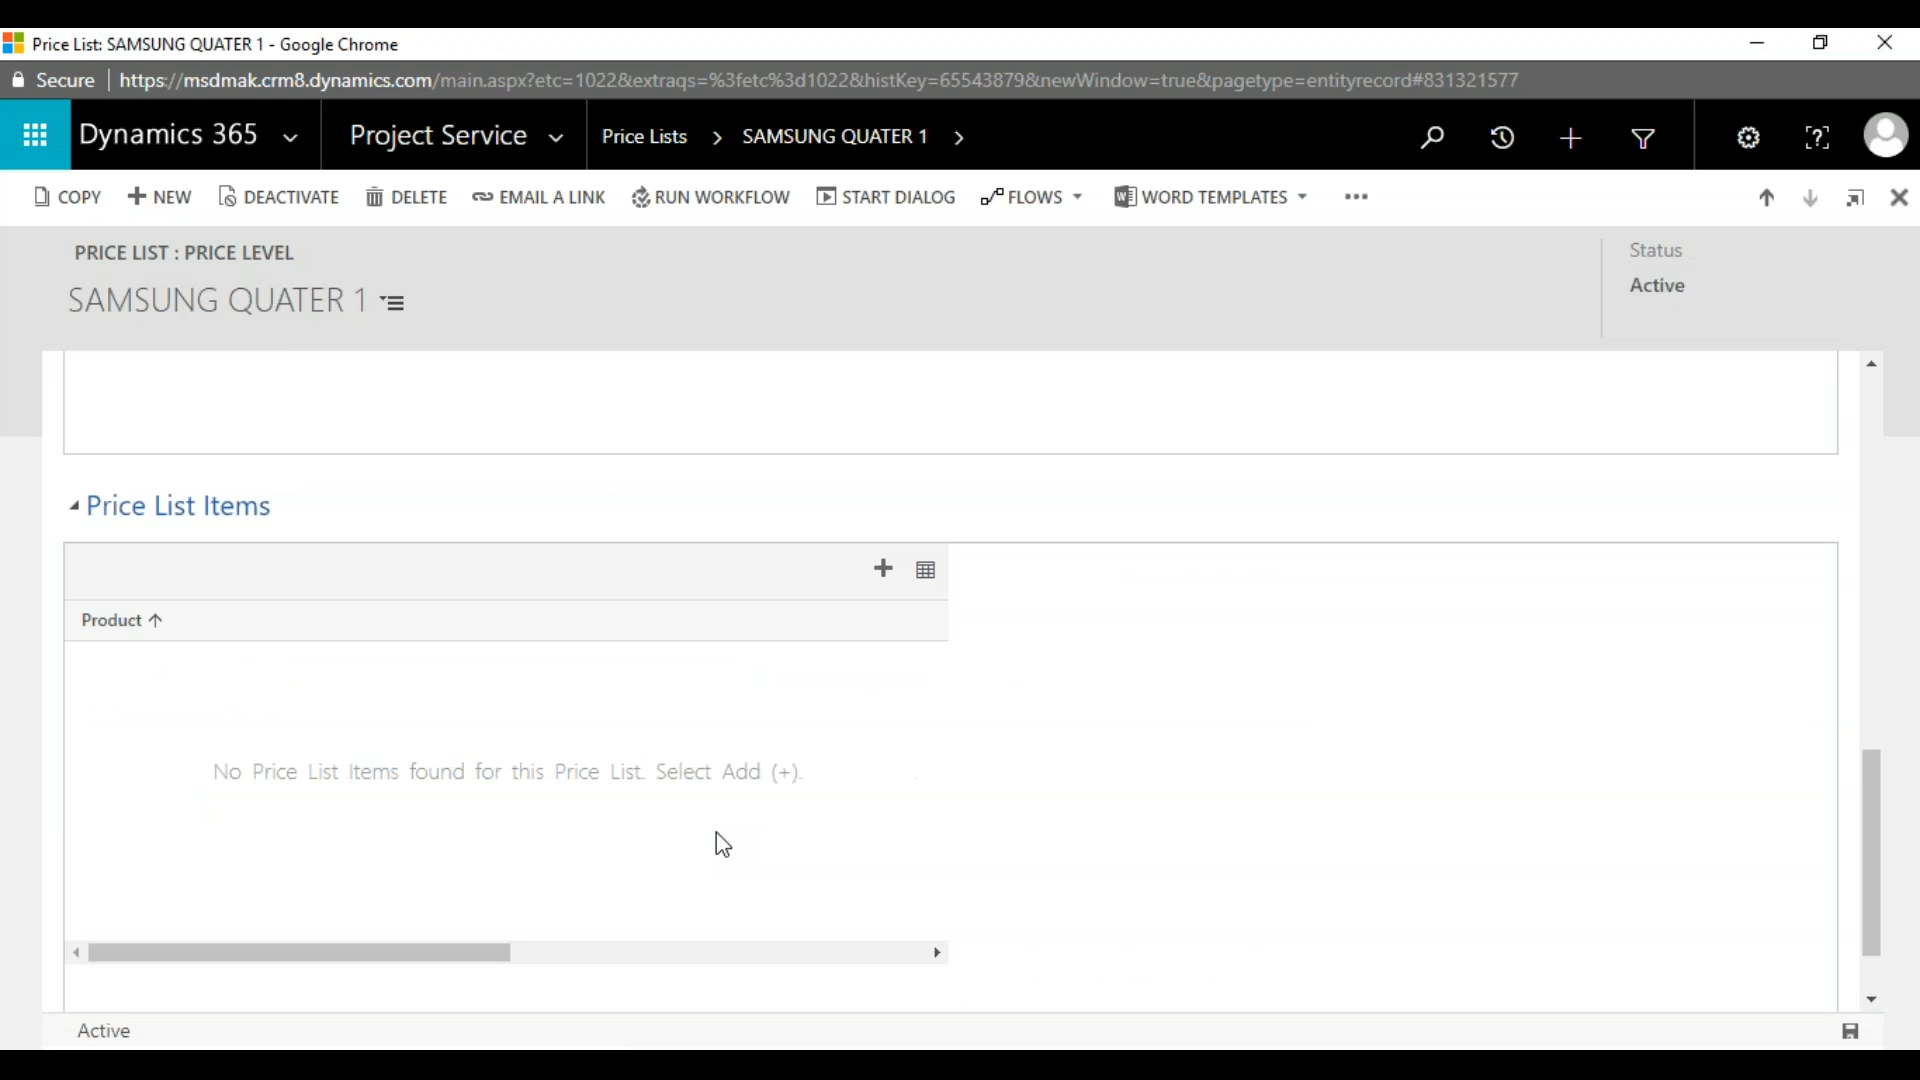 Price List: SAMSUNG QUATER 1 - Google Chrome
Secure https://msdmak.crm8.dynamics.com/main.aspx?etc=1022&extraqs=%3fetc%3d1022&histKey=65543879&newWindow=true&pagetype=entityrecord#831321577
Dynamics 365 Project Service Price Lists > SAMSUNG QUATER 1 >
COPY NEW DEACTIVATE DELETE EMAIL A LINK RUN WORKFLOW START DIALOG FLOWS WORD TEMPLATES
PRICE LIST : PRICE LEVEL
SAMSUNG QUATER 1
Status
Active
Price List Items
Product ↑
No Price List Items found for this Price List. Select Add (+).
Active